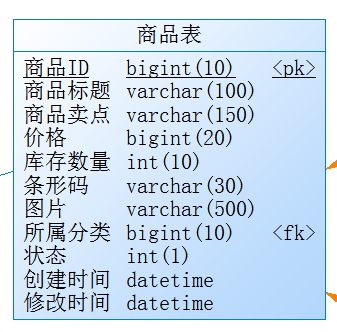 商品表
商品ID bigint(10) <pk>
商品标题 varchar(100)
商品卖点 varchar(150)
价格 bigint(20)
库存数量 int(10)
条形码 varchar(30)
图片 varchar(500)
所属分类 bigint(10) <fk>
状态 int(1)
创建时间 datetime
修改时间 datetime